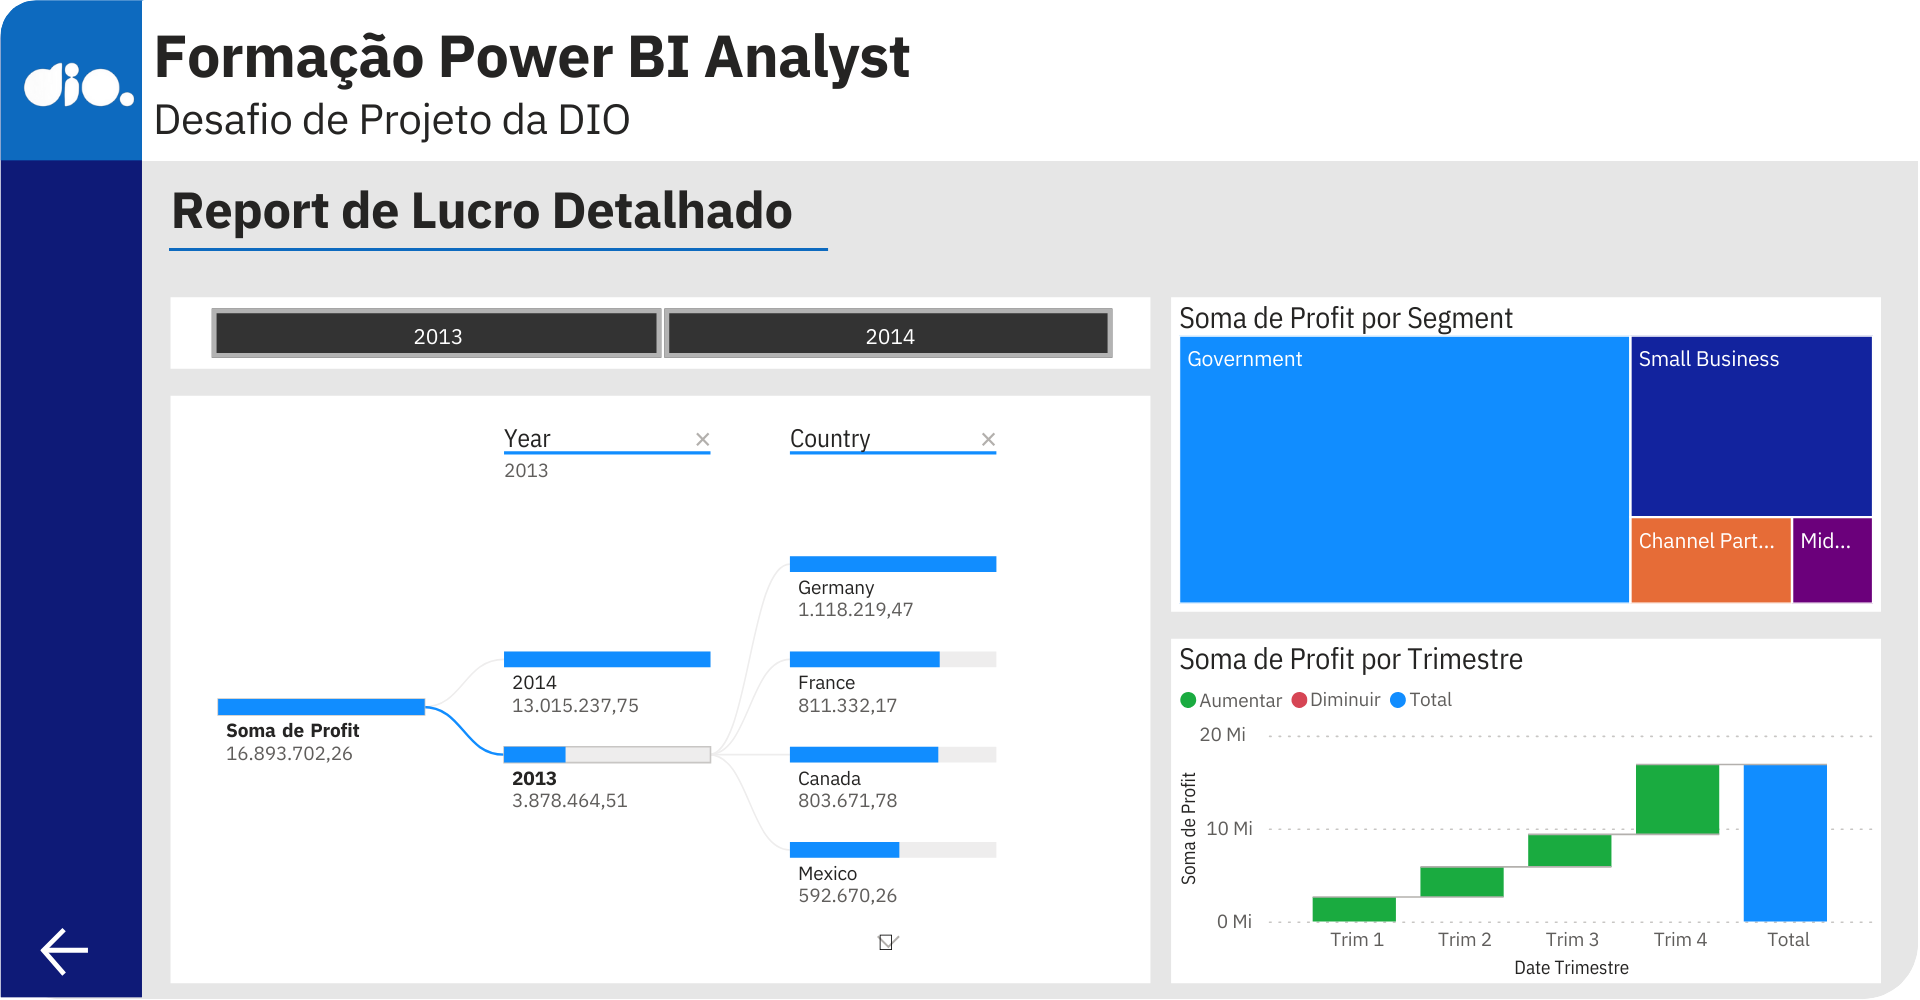 dio.
Formação Power BI Analyst
Desafio de Projeto da DIO
Report de Lucro Detalhado
2013
2014
Year
2013
Country
Soma de Profit
16.893.702,26
2014
13.015.237,75
2013
3.878.464,51
Germany
1.118.219,47
France
811.332,17
Canada
803.671,78
Mexico
592.670,26
Soma de Profit por Segment
Government
Small Business
Channel Part...
Mid...
Soma de Profit por Trimestre
Aumentar Diminuir Total
Soma de Profit
20 Mi
10 Mi
0 Mi
Trim 1 Trim 2 Trim 3 Trim 4 Total
Date Trimestre